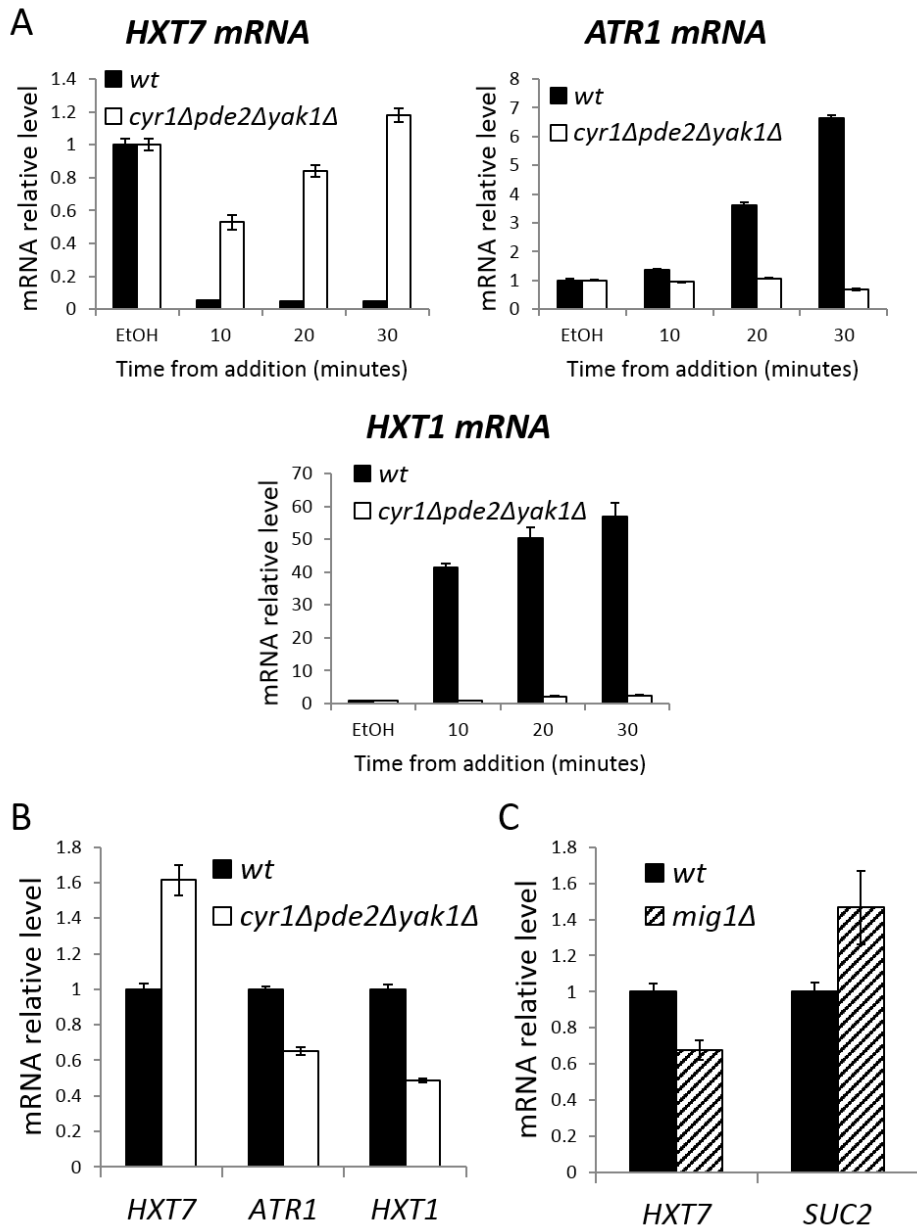 A
HXT7 mRNA
wt
cyr1Δpde2Δyak1Δ
mRNA relative level
1.4
1.2
1
0.8
0.6
0.4
0.2
0
EtOH 10 20 30
Time from addition (minutes)
ATR1 mRNA
wt
cyr1Δpde2Δyak1Δ
mRNA relative level
8
7
6
5
4
3
2
1
0
EtOH 10 20 30
Time from addition (minutes)
HXT1 mRNA
wt
cyr1Δpde2Δyak1Δ
mRNA relative level
70
60
50
40
30
20
10
0
EtOH 10 20 30
Time from addition (minutes)
B
wt
cyr1Δpde2Δyak1Δ
mRNA relative level
1.8
1.6
1.4
1.2
1
0.8
0.6
0.4
0.2
0
HXT7 ATR1 HXT1
C
wt
mig1Δ
mRNA relative level
1.8
1.6
1.4
1.2
1
0.8
0.6
0.4
0.2
0
HXT7 SUC2